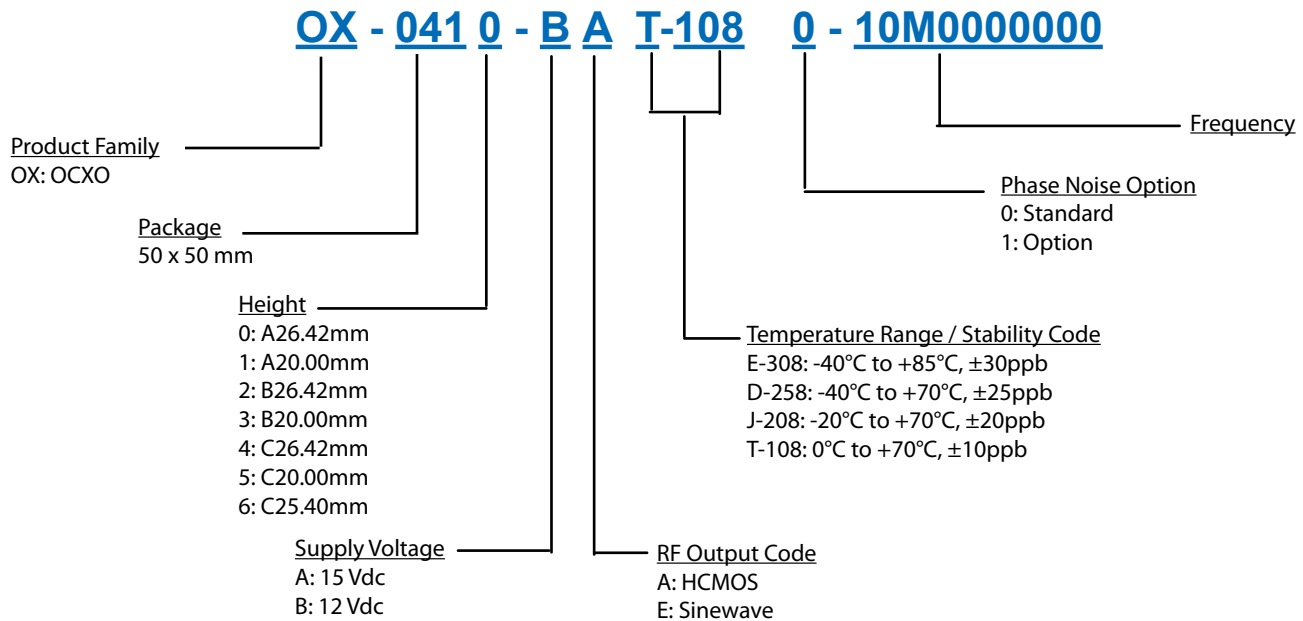 OX - 041 0 - B A T-108 0 - 10M0000000
Frequency
Product Family
OX: OCXO
Phase Noise Option
0: Standard
1: Option
Package
50 x 50 mm
Height
0: A26.42mm
1: A20.00mm
2: B26.42mm
3: B20.00mm
4: C26.42mm
5: C20.00mm
6: C25.40mm
Temperature Range / Stability Code
E-308: -40°C to +85°C, ±30ppb
D-258: -40°C to +70°C, ±25ppb
J-208: -20°C to +70°C, ±20ppb
T-108: 0°C to +70°C, ±10ppb
Supply Voltage
A: 15 Vdc
B: 12 Vdc
RF Output Code
A: HCMOS
E: Sinewave